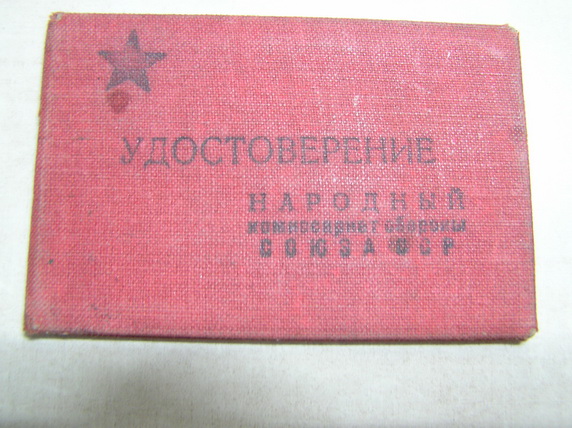 УДОСТОВЕРЕНИЕ
НАРОДНЫЙ
комиссариат обороны
СОЮЗА ССР